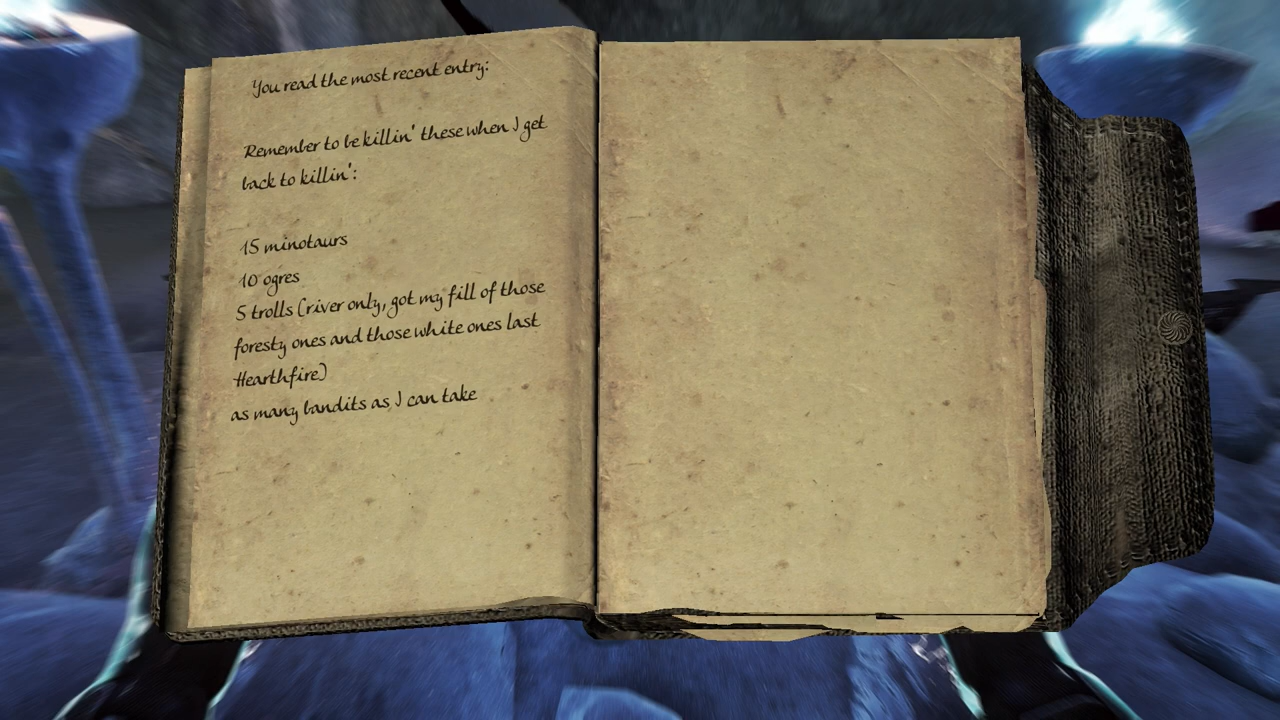 You read the most recent entry:
Remember to be killin' these when I get
back to killin':
15 minotaurs
10 ogres
5 trolls (river only, got my fill of those
foresty ones and those white ones last
Hearthfire)
as many bandits as I can take